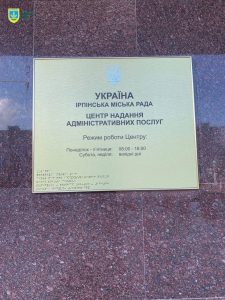 УКРАЇНА
ІРПІНСЬКА МІСЬКА РАДА
ЦЕНТР НАДАННЯ
АДМІНІСТРАТИВНИХ ПОСЛУГ
Режим роботи Центру:
Понеділок - п'ятниця: 08:00 - 18:00
Субота, неділя: вихідні дні